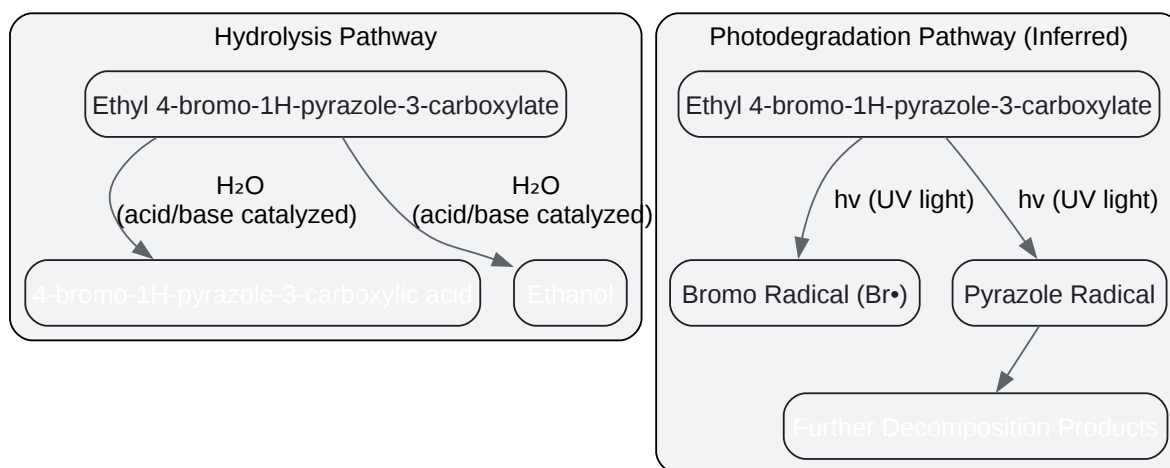 Hydrolysis Pathway
Ethyl 4-bromo-1H-pyrazole-3-carboxylate
H₂O
(acid/base catalyzed)
H₂O
(acid/base catalyzed)
4-bromo-1H-pyrazole-3-carboxylic acid
Ethanol
Photodegradation Pathway (Inferred)
Ethyl 4-bromo-1H-pyrazole-3-carboxylate
hv (UV light)
hv (UV light)
Bromo Radical (Br•)
Pyrazole Radical
Further Decomposition Products